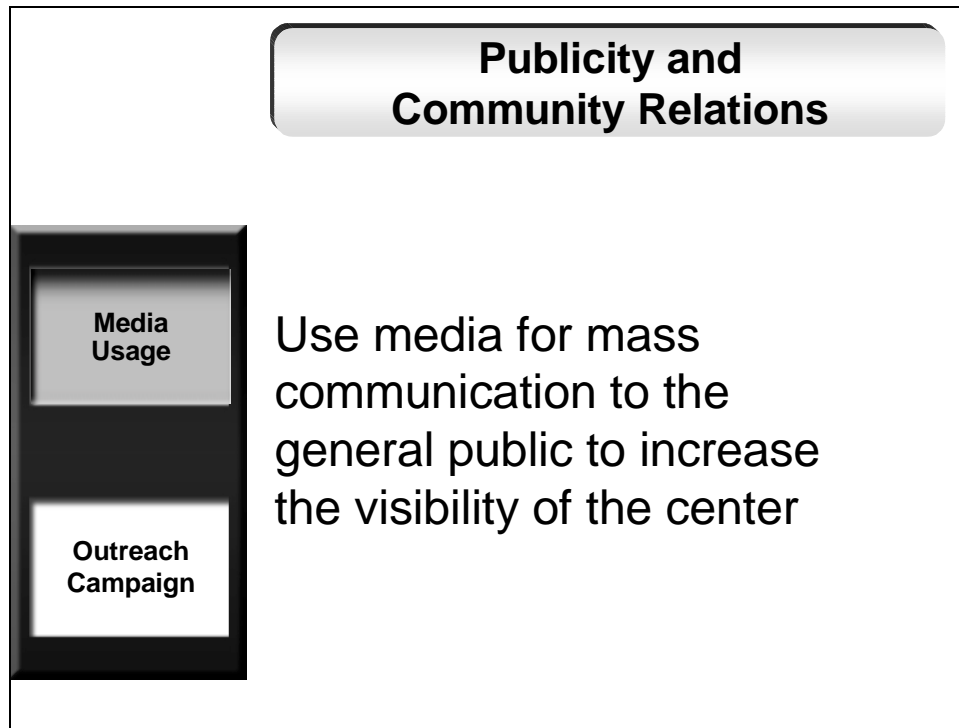 Publicity and
Community Relations
Media
Usage
Outreach
Campaign
Use media for mass
communication to the
general public to increase
the visibility of the center